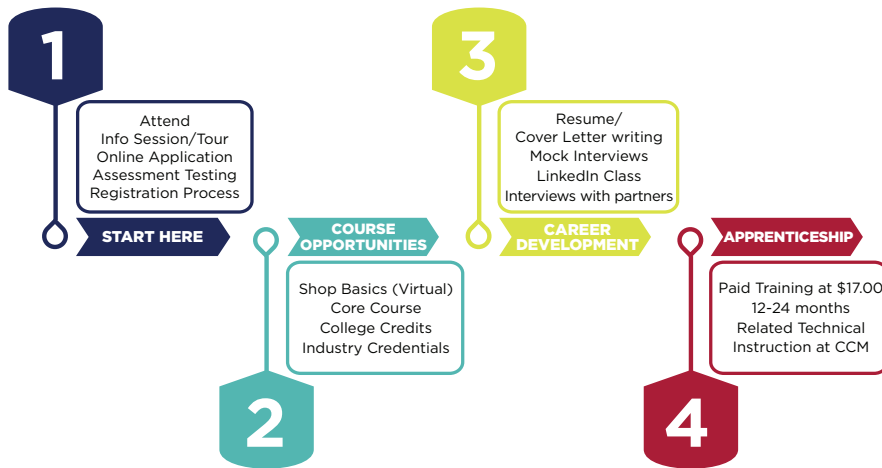 1
Attend
Info Session/Tour
Online Application
Assessment Testing
Registration Process
START HERE
COURSE
OPPORTUNITIES
Shop Basics (Virtual)
Core Course
College Credits
Industry Credentials
2
3
Resume/
Cover Letter writing
Mock Interviews
LinkedIn Class
Interviews with partners
CAREER
DEVELOPMENT
APPRENTICESHIP
Paid Training at $17.00
12-24 months
Related Technical
Instruction at CCM
4